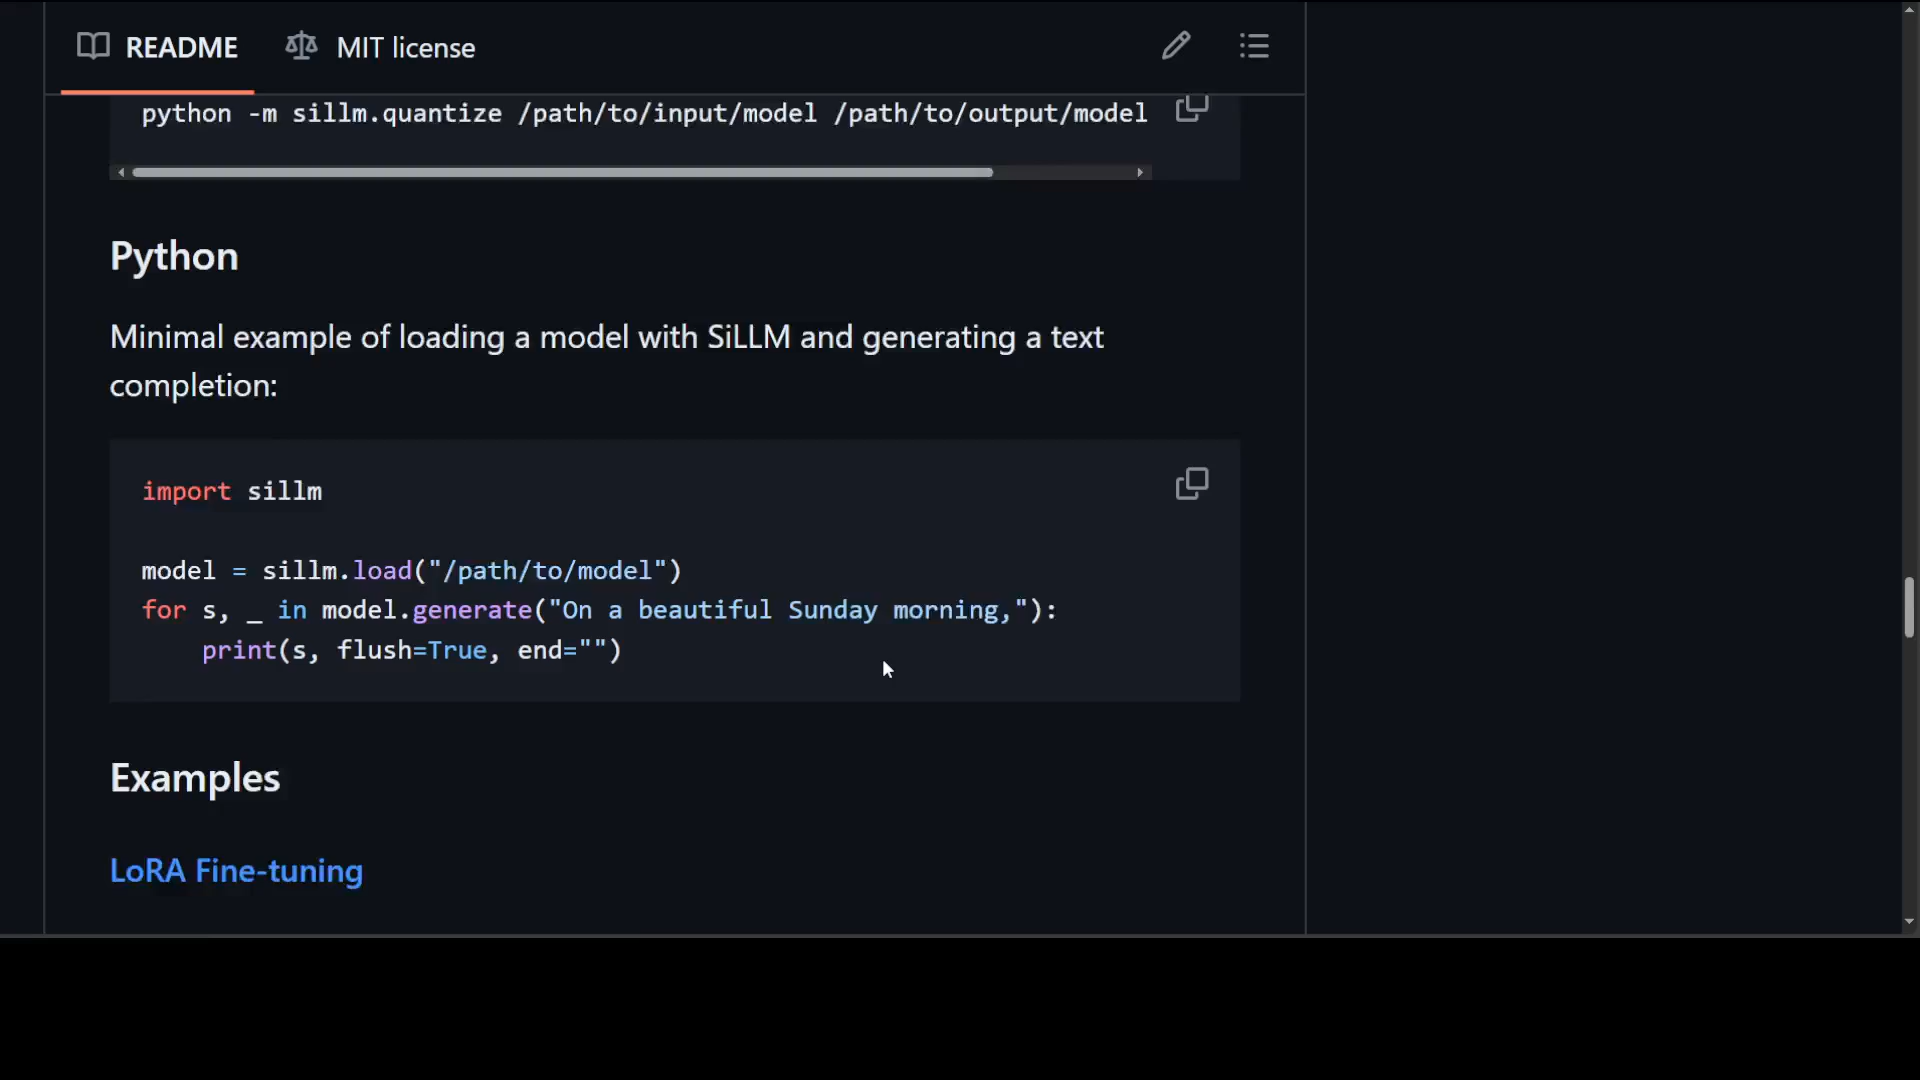 README MIT license
python -m sillm.quantize /path/to/input/model /path/to/output/model
Python
Minimal example of loading a model with SiLLM and generating a text
completion:
import sillm
model = sillm.load("/path/to/model")
for s, _ in model.generate("On a beautiful Sunday morning,"):
    print(s, flush=True, end="")
Examples
LoRA Fine-tuning